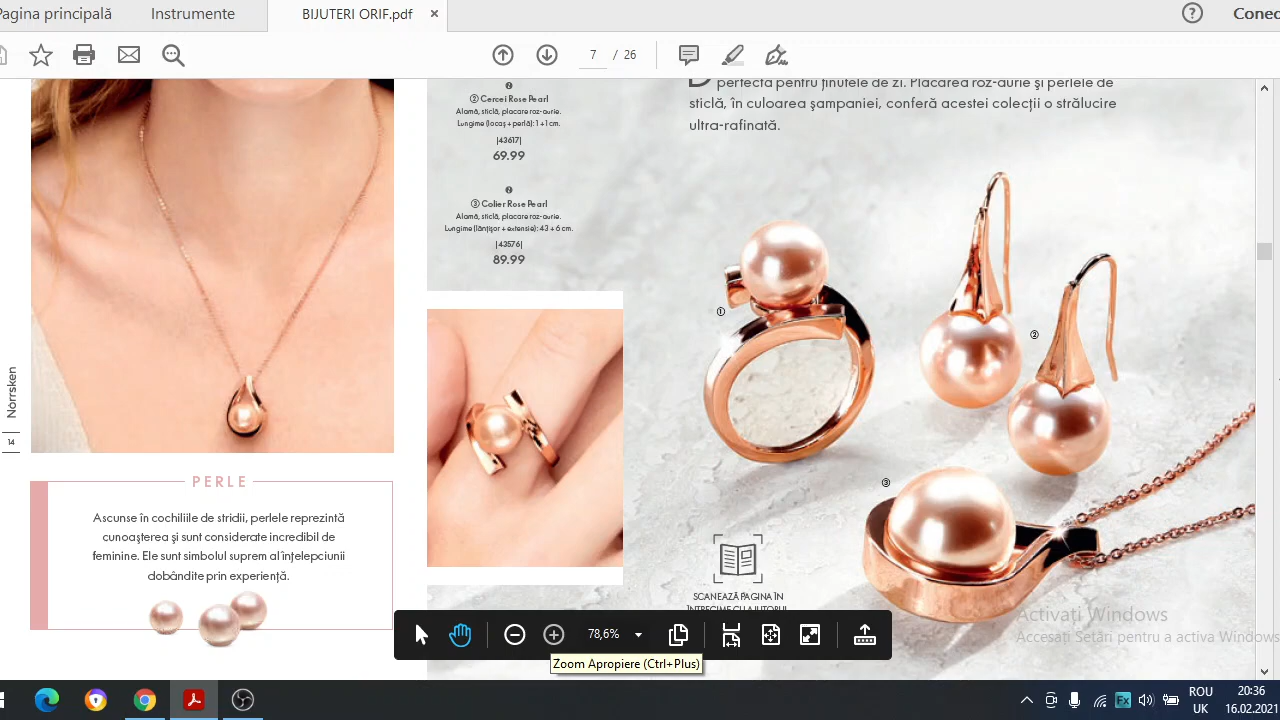 Pagina principală
Instrumente
BIJUTERI ORIF.pdf
×
?
Conec
7 / 26
② Cercei Rose Pearl
Alamă, sticlă, placare roz-aurie.
Lungime (locaș + perlă): 1 + 1 cm.
|43617|
69.99
③ Colier Rose Pearl
Alamă, sticlă, placare roz-aurie.
Lungime (lănțișor + extensie): 43 + 6 cm.
|43576|
89.99
perfectă pentru ținutele de zi. Placarea roz-aurie și perlele de
sticlă, în culoarea șampaniei, conferă acestei colecții o strălucire
ultra-rafinată.
①
②
③
Norrsken
14
PERLE
Ascunse în cochiliile de stridii, perlele reprezintă
cunoașterea și sunt considerate incredibil de
feminine. Ele sunt simbolul suprem al înțelepciunii
dobândite prin experiență.
SCANEAZĂ PAGINA ÎN
ÎNTREGIME CU AJUTORUL
Activați Windows
Accesați Setări pentru a activa Windows
78,6%
Zoom Apropiere (Ctrl+Plus)
Fx
ROU
UK
20:36
16.02.2021